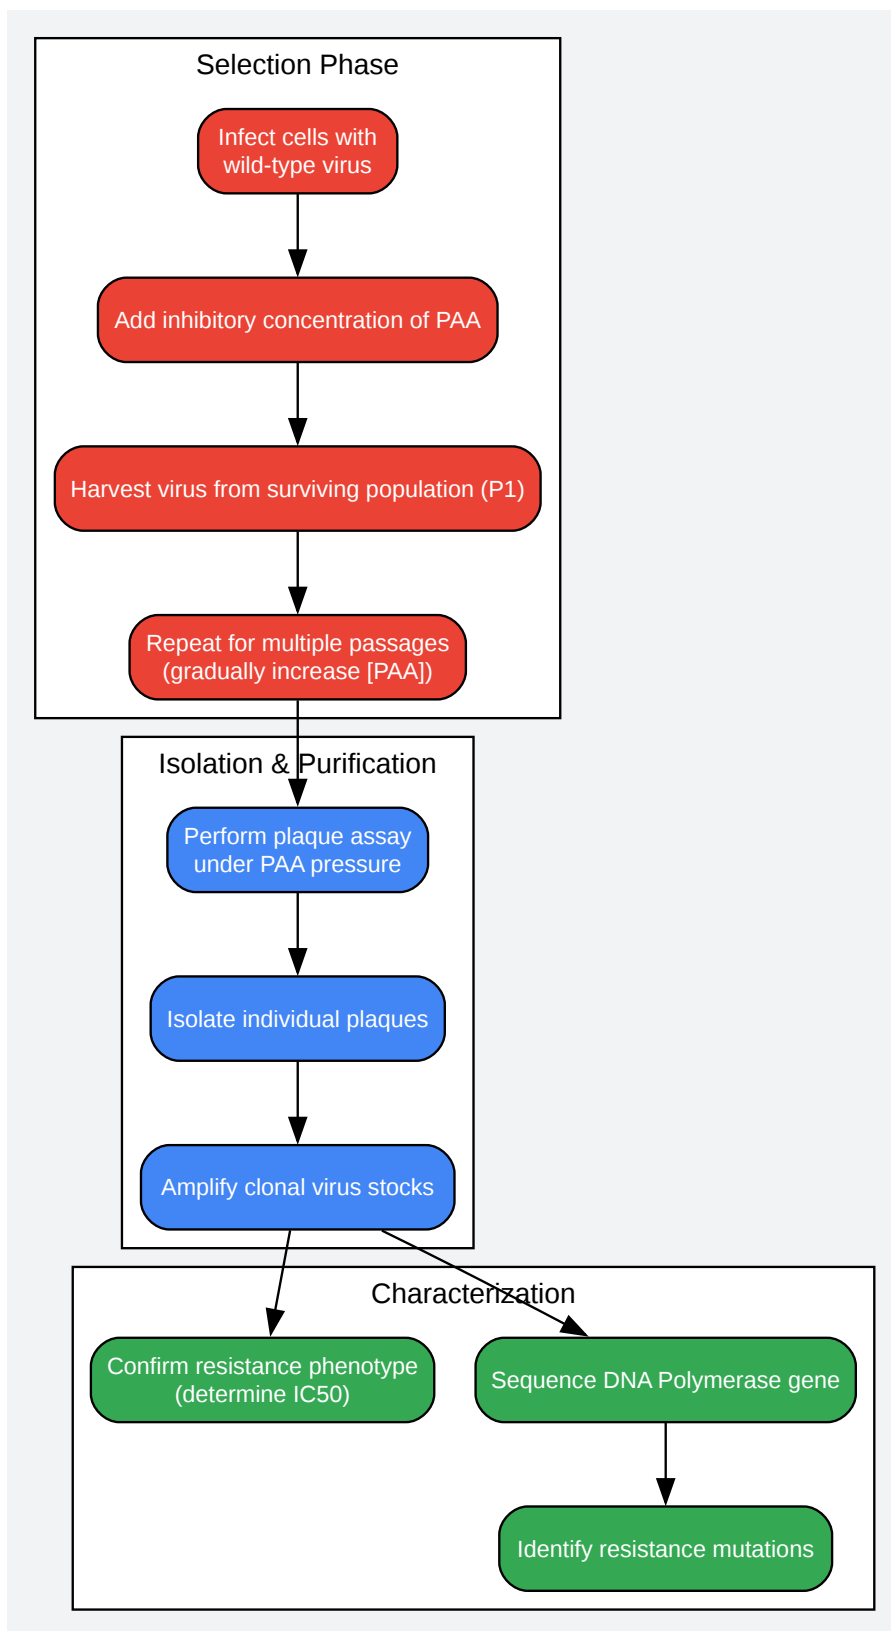 Selection Phase
Infect cells with
wild-type virus
Add inhibitory concentration of PAA
Harvest virus from surviving population (P1)
Repeat for multiple passages
(gradually increase [PAA])
Isolation & Purification
Perform plaque assay
under PAA pressure
Isolate individual plaques
Amplify clonal virus stocks
Characterization
Confirm resistance phenotype
(determine IC50)
Sequence DNA Polymerase gene
Identify resistance mutations